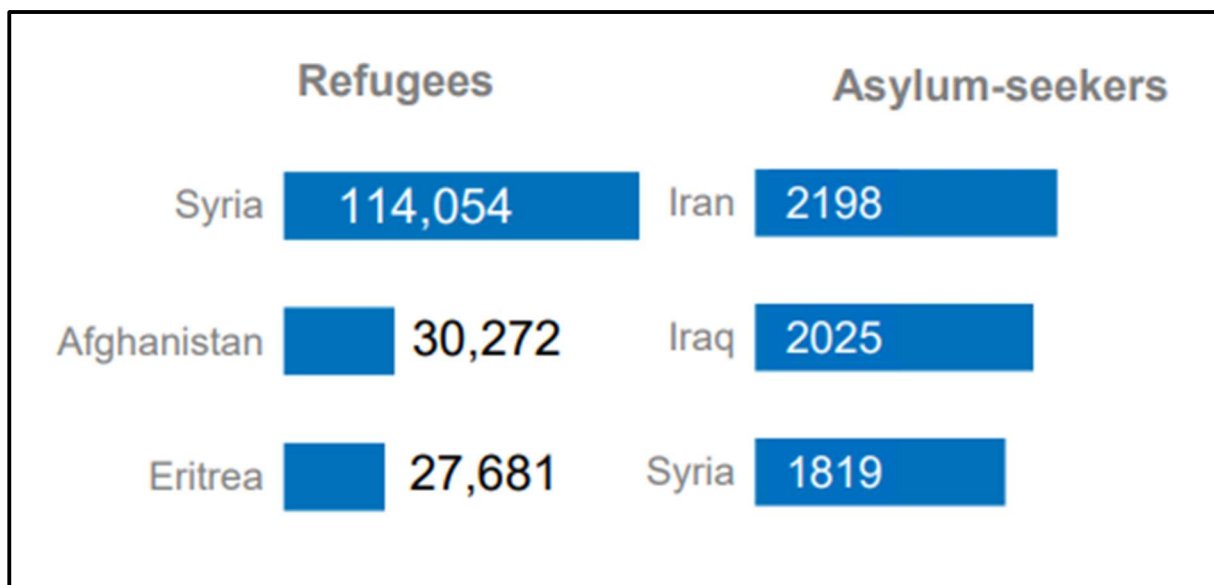 Refugees
Syria 114,054
Afghanistan 30,272
Eritrea 27,681
Asylum-seekers
Iran 2198
Iraq 2025
Syria 1819